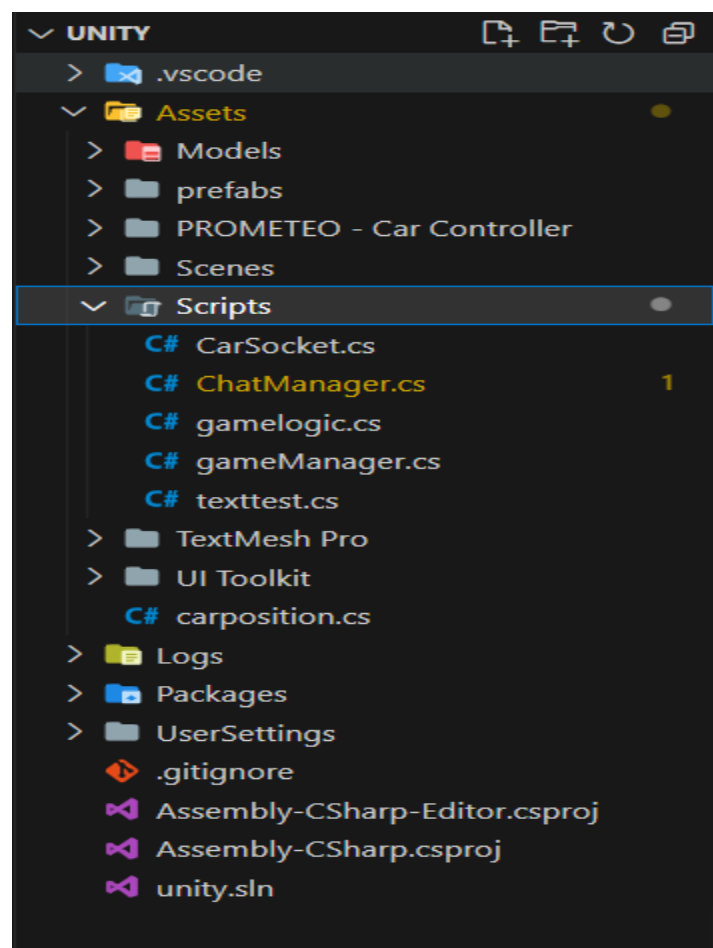 UNITY
.vscode
Assets
Models
prefabs
PROMETEO - Car Controller
Scenes
Scripts
C# CarSocket.cs
C# ChatManager.cs 1
C# gamelogic.cs
C# gameManager.cs
C# texttest.cs
TextMesh Pro
UI Toolkit
C# carposition.cs
Logs
Packages
UserSettings
.gitignore
Assembly-CSharp-Editor.csproj
Assembly-CSharp.csproj
unity.sln